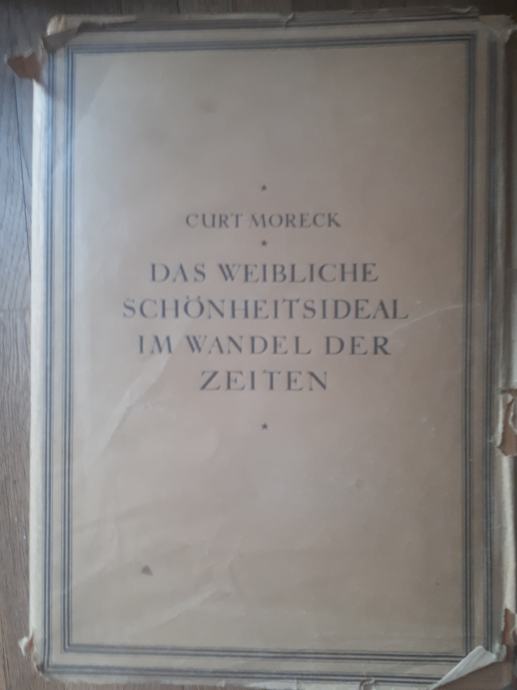 CURT MORECK
DAS WEIBLICHE
SCHÖNHEITSIDEAL
IM WANDEL DER
ZEITEN